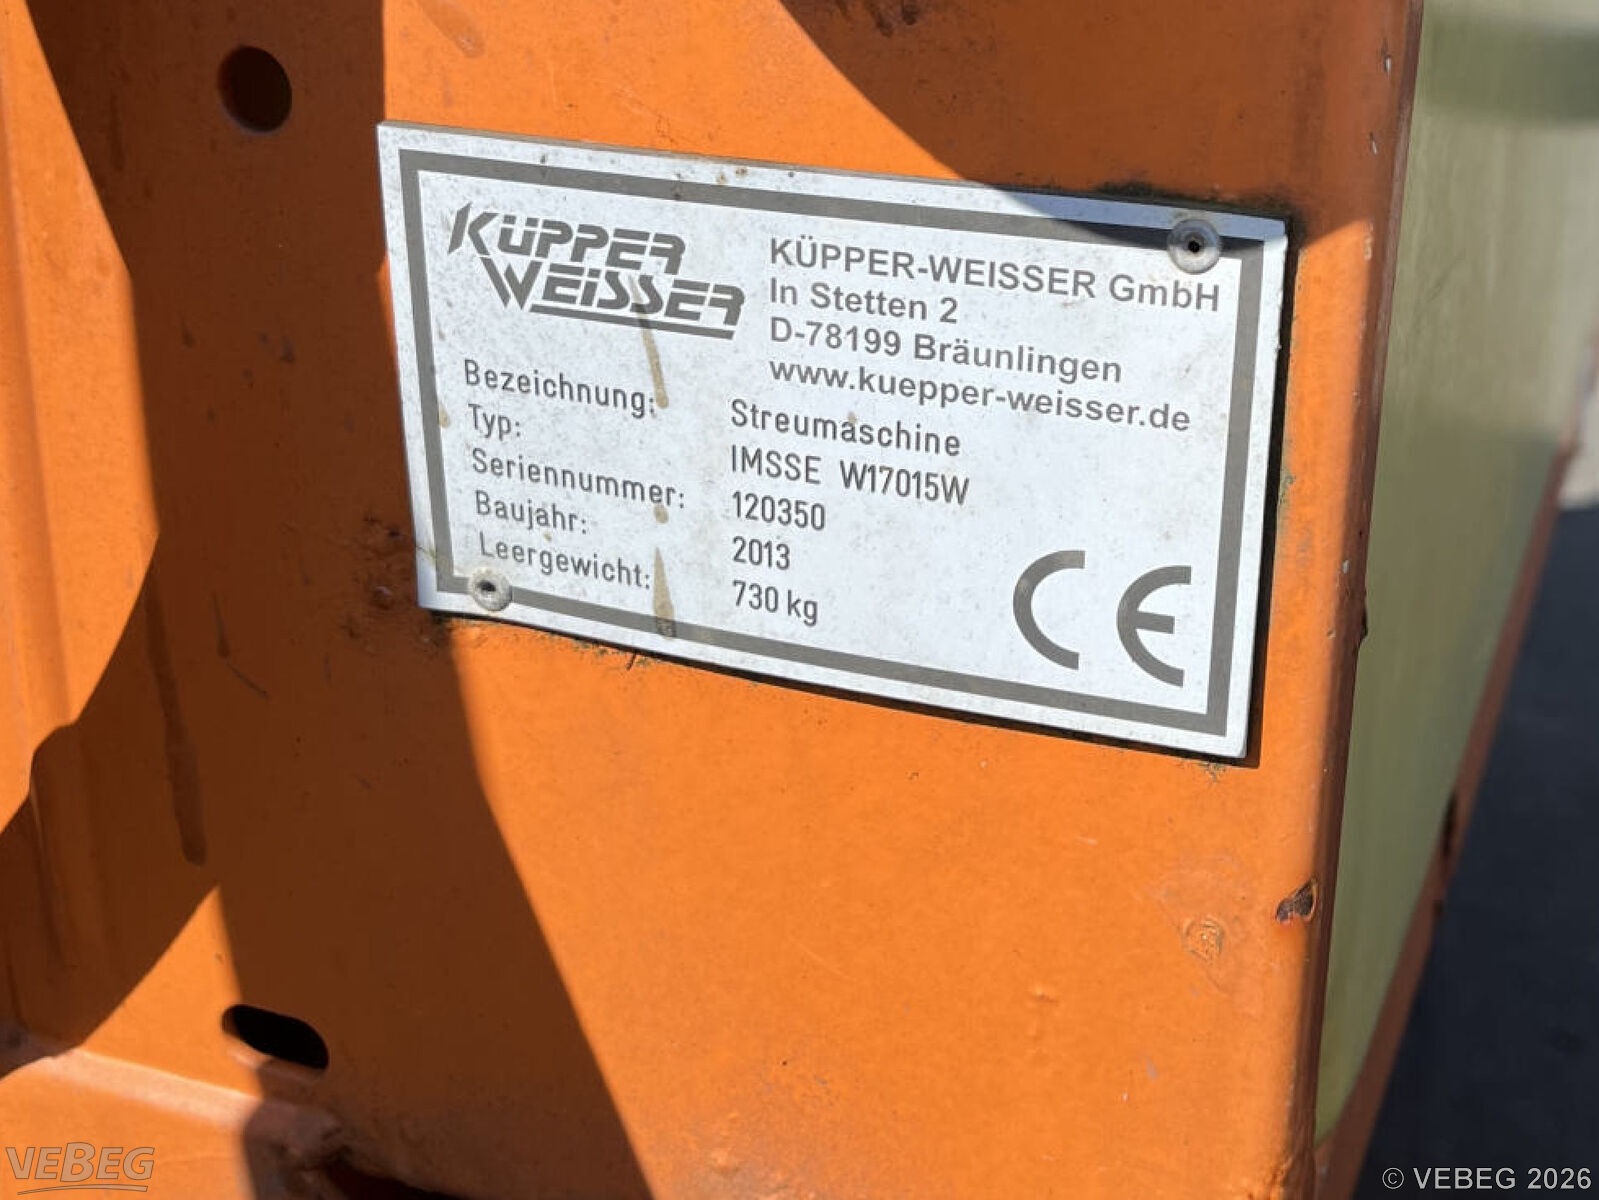 KÜPPER
WEiSSER
KÜPPER-WEISSER GmbH
In Stetten 2
D-78199 Bräunlingen
www.kuepper-weisser.de
Bezeichnung: Streumaschine
Typ: IMSSE W17015W
Seriennummer: 120350
Baujahr: 2013
Leergewicht: 730 kg
CE
VEBEG
© VEBEG 2026